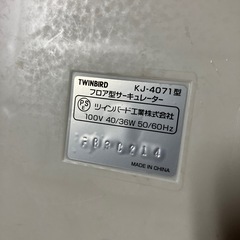 TWINBIRD KJ-4071型
フロア型サーキュレーター
PS
ツインバード工業株式会社
100V 40/36W 50/60Hz
MADE IN CHINA